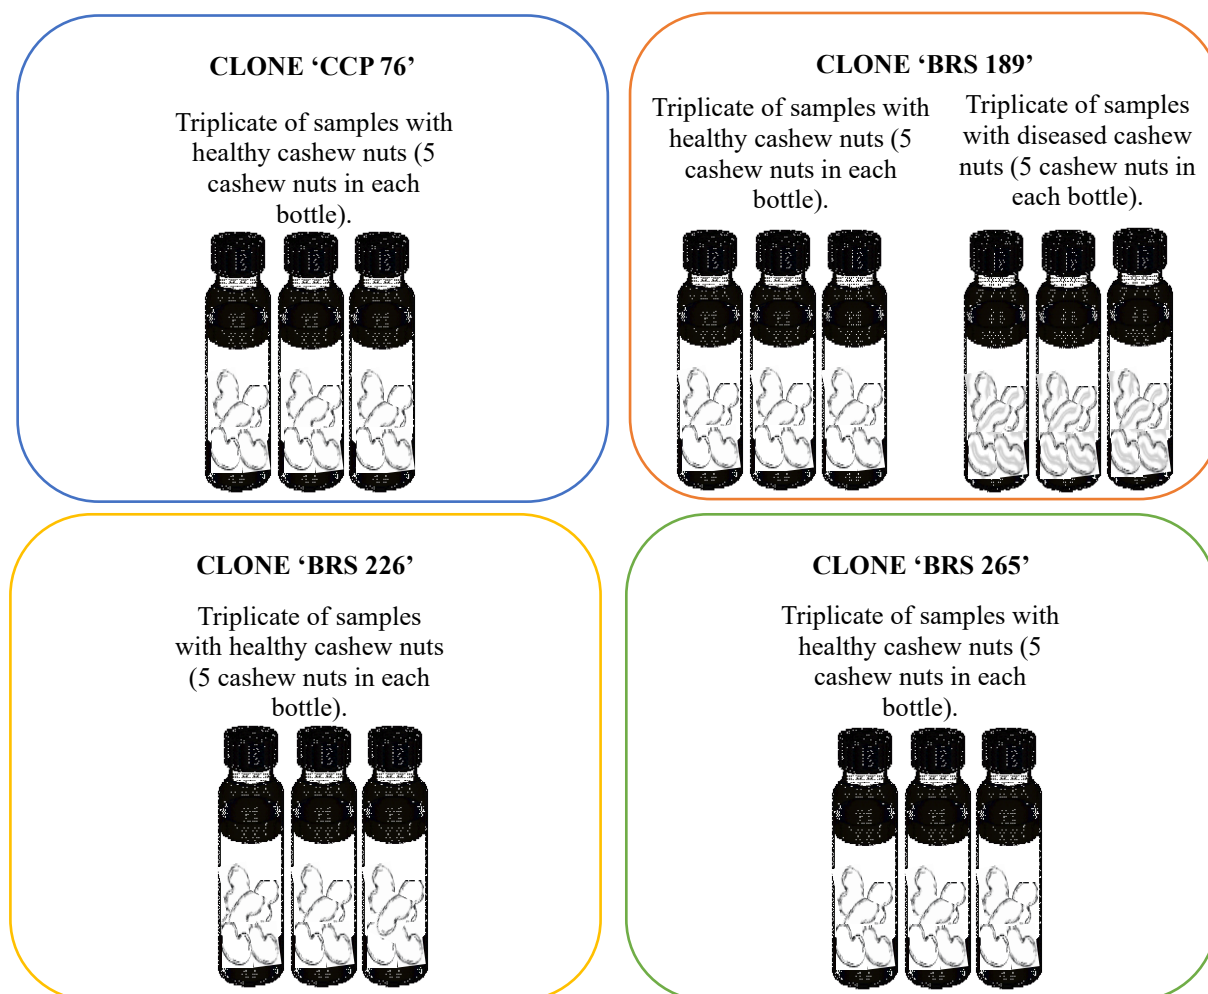 CLONE ‘CCP 76’
Triplicate of samples with
healthy cashew nuts (5
cashew nuts in each
bottle).
CLONE ‘BRS 189’
Triplicate of samples with
healthy cashew nuts (5
cashew nuts in each
bottle).
Triplicate of samples
with diseased cashew
nuts (5 cashew nuts in
each bottle).
CLONE ‘BRS 226’
Triplicate of samples
with healthy cashew nuts
(5 cashew nuts in each
bottle).
CLONE ‘BRS 265’
Triplicate of samples with
healthy cashew nuts (5
cashew nuts in each
bottle).